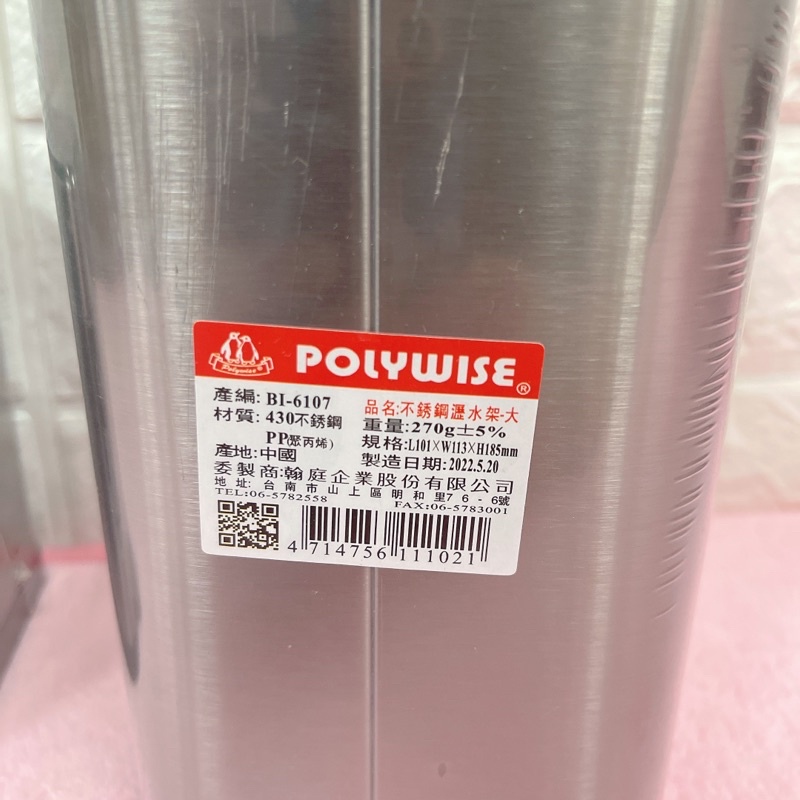 Polywise®
POLYWISE®
產編: BI-6107
品名:不銹鋼瀝水架-大
材質: 430不銹鋼
PP(聚丙烯)
重量:270g±5%
規格:L101×W113×H185mm
產地:中國
製造日期:2022.5.20
委製商:翰庭企業股份有限公司
地址: 台南市山上區明和里76-6號
TEL:06-5782558
FAX:06-5783001
4 714756 111021